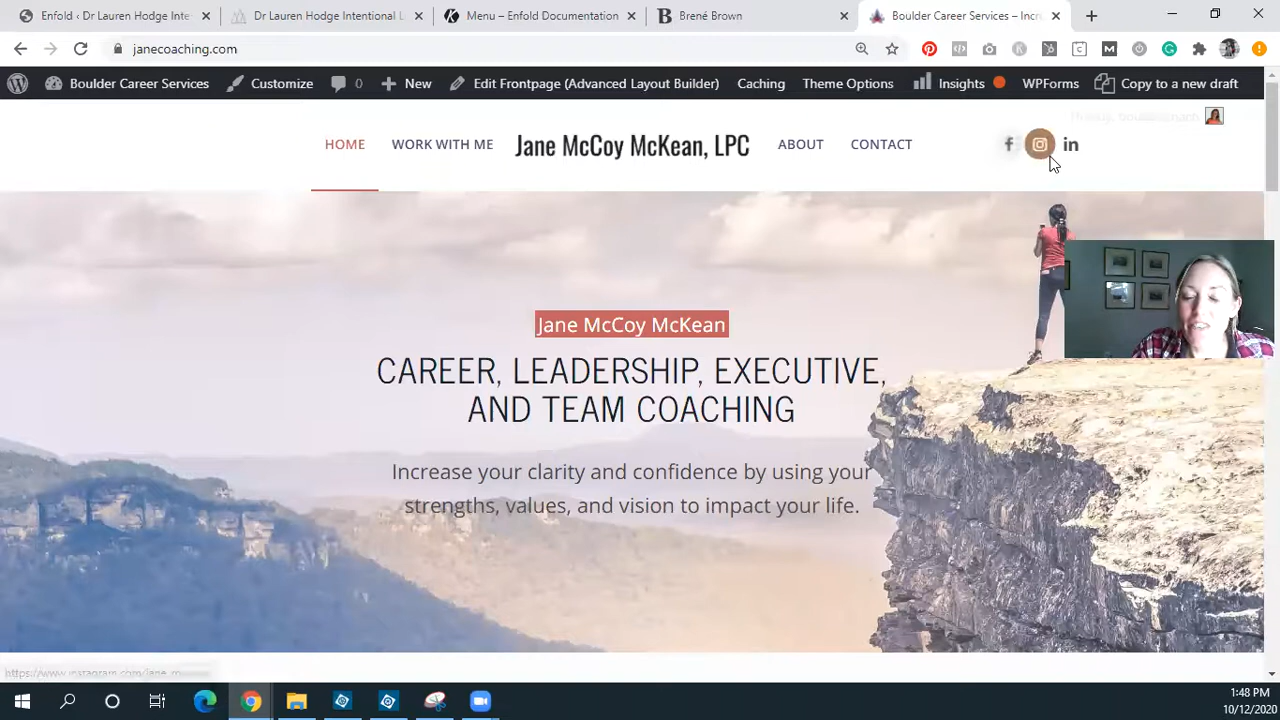 Enfold ‹ Dr Lauren Hodge Inte
Dr Lauren Hodge Intentional L
Menu – Enfold Documentation
B
Brené Brown
Boulder Career Services – Incr
janecoaching.com
Boulder Career Services
Customize
0
New
Edit Frontpage (Advanced Layout Builder)
Caching
Theme Options
Insights
WPForms
Copy to a new draft
HOME
WORK WITH ME
Jane McCoy McKean, LPC
ABOUT
CONTACT
f
in
Jane McCoy McKean
CAREER, LEADERSHIP, EXECUTIVE,
AND TEAM COACHING
Increase your clarity and confidence by using your
strengths, values, and vision to impact your life.
1:48 PM
10/12/2020